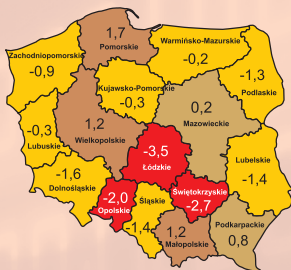 1,7
Pomorskie
Warmińsko-Mazurskie
-0,2
Zachodniopomorskie
-0,9
Kujawsko-Pomorskie
-0,3
-1,3
Podlaskie
0,2
Mazowieckie
-0,3
Lubuskie
1,2
Wielkopolskie
-3,5
Łódzkie
Lubelskie
-1,4
-1,6
Dolnośląskie
-2,0
Opolskie
Śląskie
-1,4
Świętokrzyskie
-2,7
1,2
Małopolskie
Podkarpackie
0,8